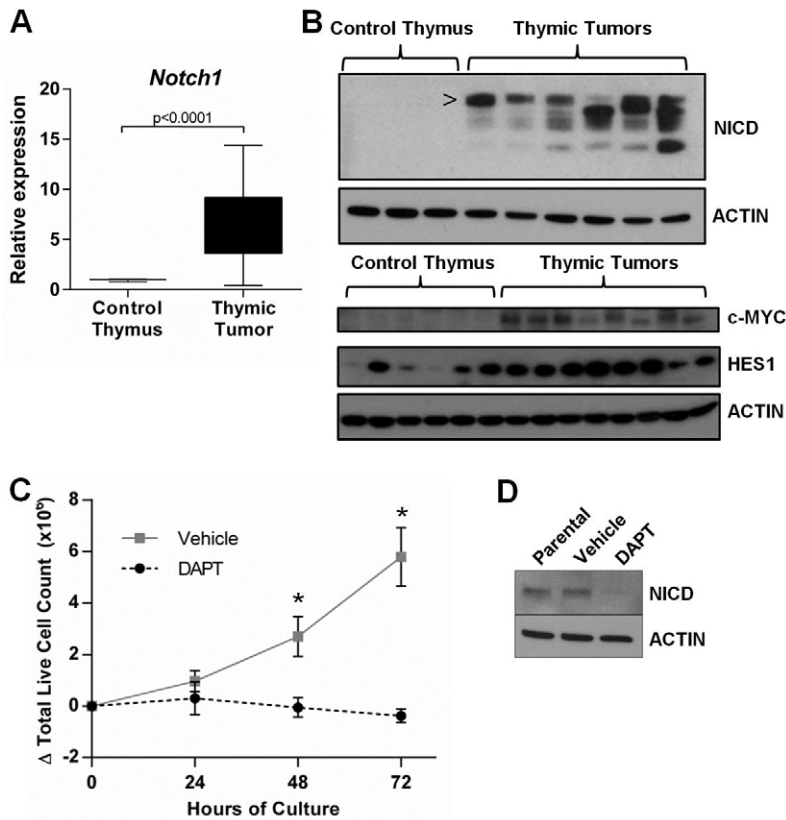 A
Notch1
Relative expression
20
15
10
5
0
p<0.0001
Control
Thymus
Thymic
Tumor
B
Control Thymus
Thymic Tumors
>
NICD
ACTIN
Control Thymus
Thymic Tumors
c-MYC
HES1
ACTIN
C
Δ Total Live Cell Count (x10⁶)
8
6
4
2
0
-2
Vehicle
DAPT
*
*
0
24
48
72
Hours of Culture
D
Parental
Vehicle
DAPT
NICD
ACTIN